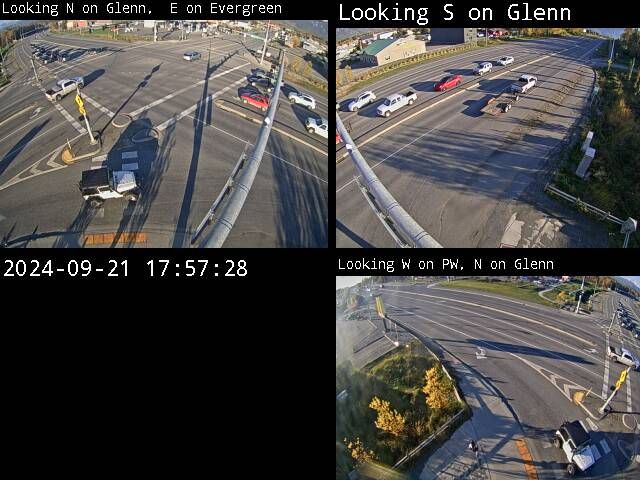 Looking N on Glenn,  E on Evergreen
Looking S on Glenn
2024-09-21 17:57:28
Looking W on PW, N on Glenn